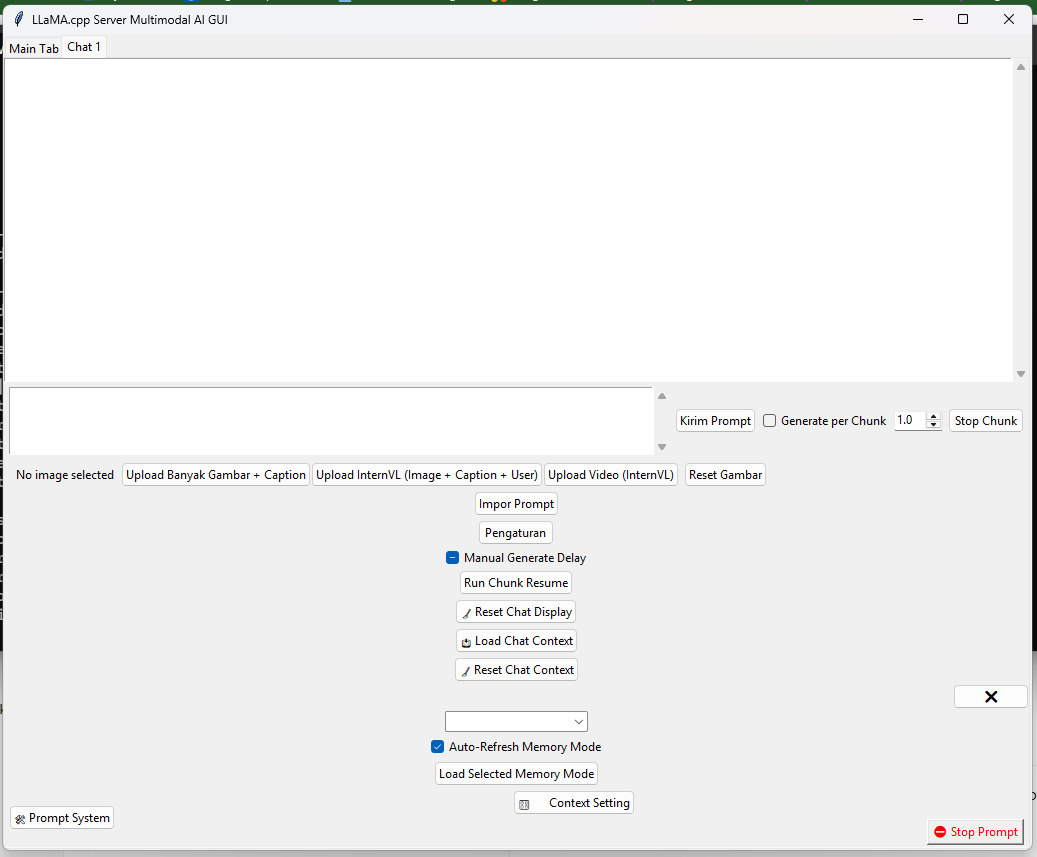 LLaMA.cpp Server Multimodal AI GUI
Main Tab Chat 1
Kirim Prompt Generate per Chunk 1.0 Stop Chunk
No image selected Upload Banyak Gambar + Caption Upload InternVL (Image + Caption + User) Upload Video (InternVL) Reset Gambar
Impor Prompt
Pengaturan
Manual Generate Delay
Run Chunk Resume
Reset Chat Display
Load Chat Context
Reset Chat Context
Auto-Refresh Memory Mode
Load Selected Memory Mode
Context Setting
Prompt System
Stop Prompt